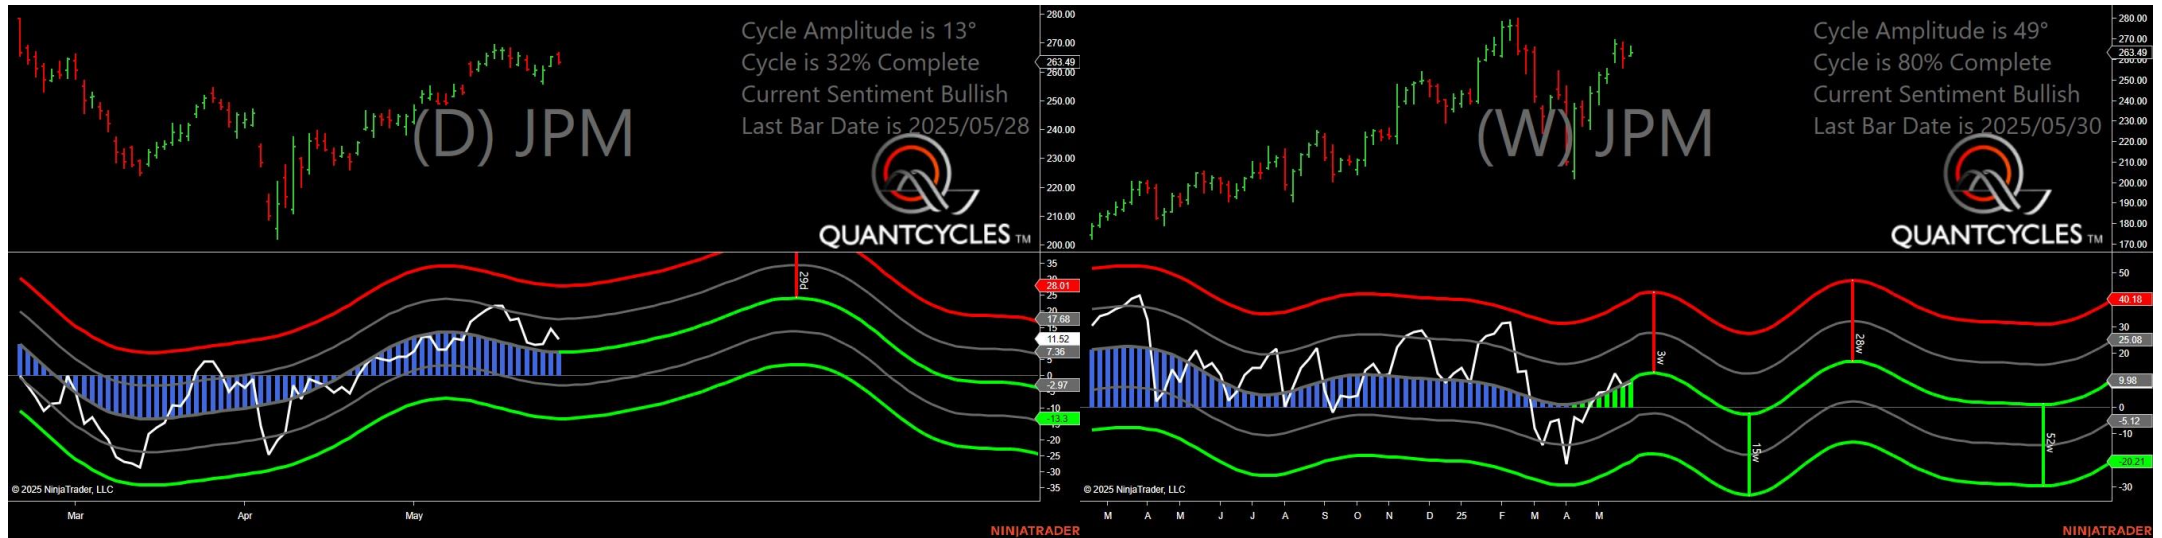 Cycle Amplitude is 13°
Cycle is 32% Complete
Current Sentiment Bullish
Last Bar Date is 2025/05/28
(D) JPM
QUANTCYCLES TM
280.00
270.00
263.49
260.00
250.00
240.00
230.00
220.00
210.00
200.00
29d
35
28.01
25
17.68
15
11.52
7.36
5
0
-2.97
-5
-10
-13.3
-15
-20
-25
-30
-35
© 2025 NinjaTrader, LLC
Mar
Apr
May
NINJATRADER
Cycle Amplitude is 49°
Cycle is 80% Complete
Current Sentiment Bullish
Last Bar Date is 2025/05/30
(W) JPM
QUANTCYCLES TM
280.00
270.00
263.49
260.00
250.00
240.00
230.00
220.00
210.00
200.00
190.00
180.00
170.00
3w
15w
28w
52w
50
40.18
30
25.08
20
9.98
0
-5.12
-10
-20.21
-30
© 2025 NinjaTrader, LLC
M A M J J A S O N D 25 F M A M
NINJATRADER